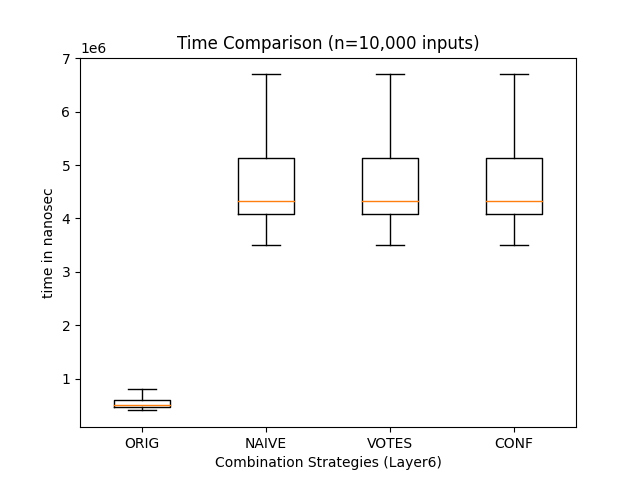 Time Comparison (n=10,000 inputs)
1e6
7
6
5
4
3
2
1
time in nanosec
ORIG NAIVE VOTES CONF
Combination Strategies (Layer6)